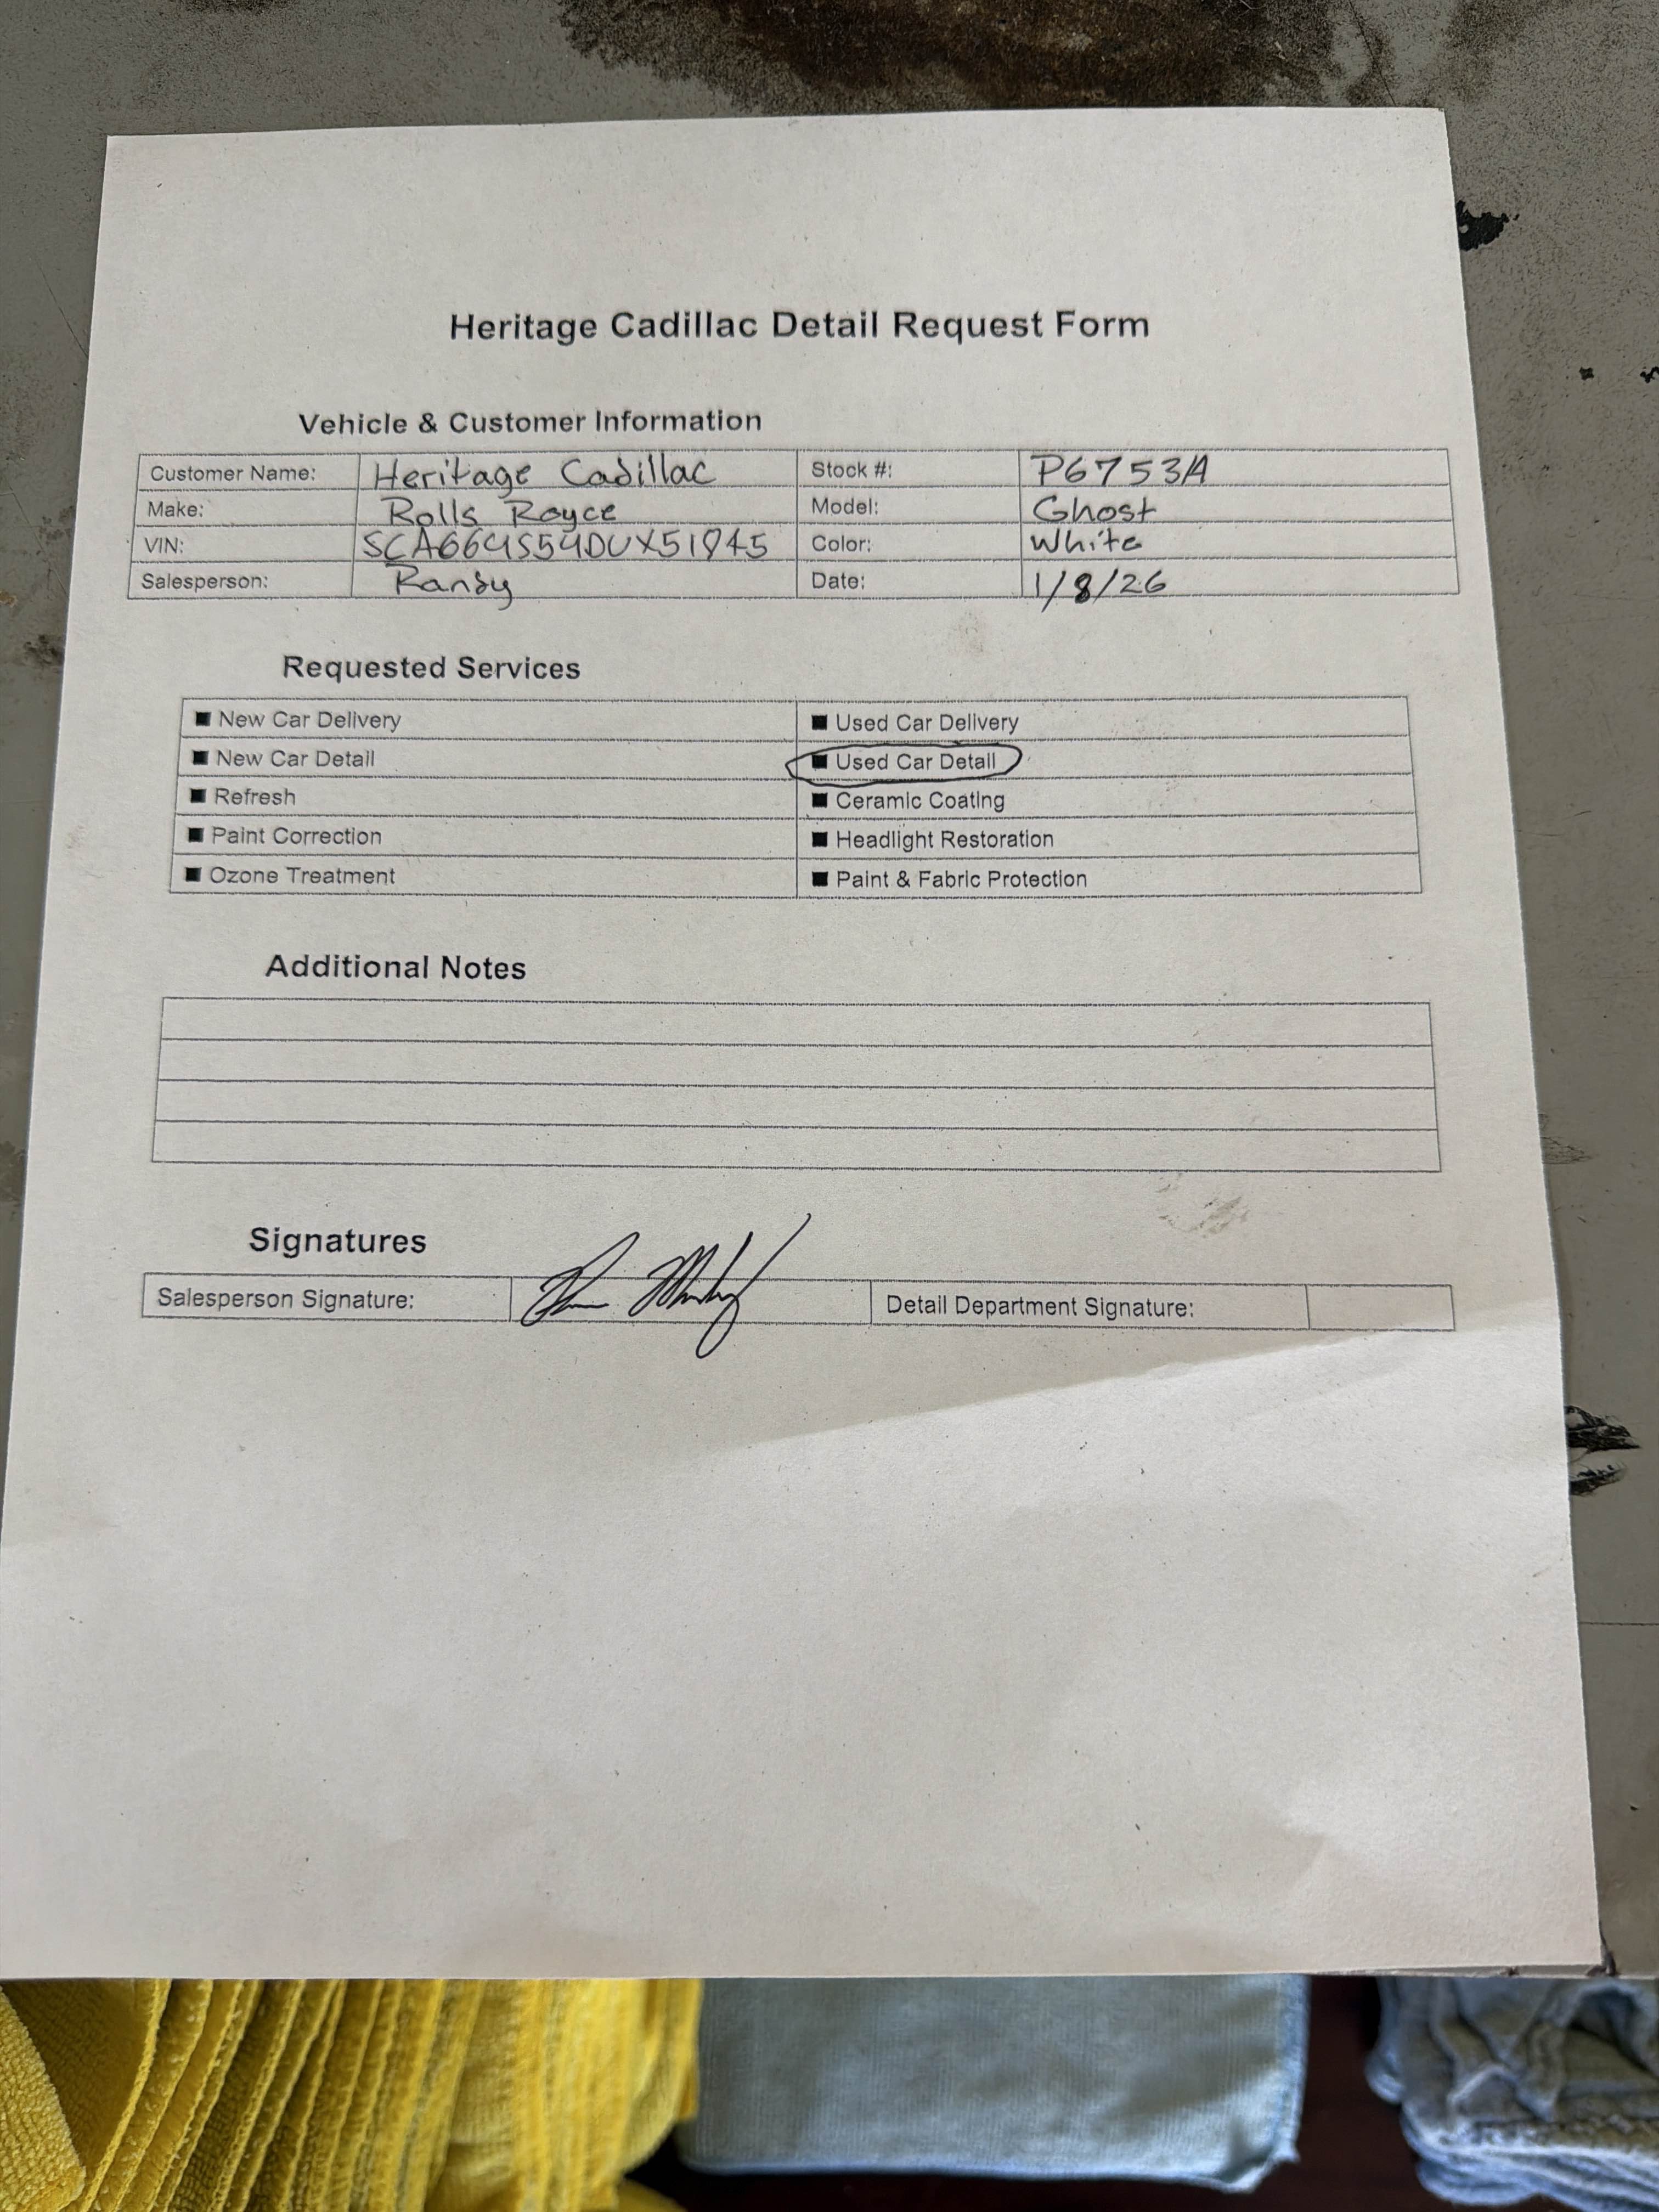 Heritage Cadillac Detail Request Form
Vehicle & Customer Information
Customer Name: Heritage Cadillac Stock #: P6753A
Make: Rolls Royce Model: Ghost
VIN: SCA664S54DUX51845 Color: White
Salesperson: Randy Date: 1/8/26
Requested Services
■ New Car Delivery ■ Used Car Delivery
■ New Car Detail ■ Used Car Detail
■ Refresh ■ Ceramic Coating
■ Paint Correction ■ Headlight Restoration
■ Ozone Treatment ■ Paint & Fabric Protection
Additional Notes
Signatures
Salesperson Signature: Detail Department Signature: